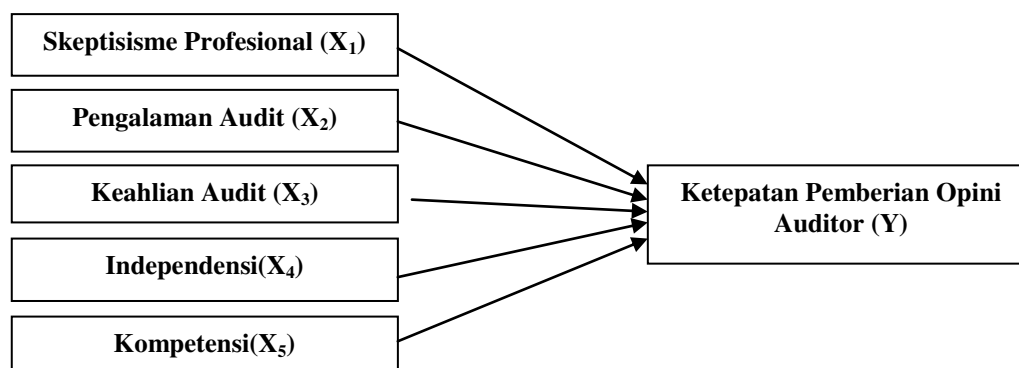 Skeptisisme Profesional (X₁)
Pengalaman Audit (X₂)
Keahlian Audit (X₃)
Independensi(X₄)
Kompetensi(X₅)
Ketepatan Pemberian Opini
Auditor (Y)